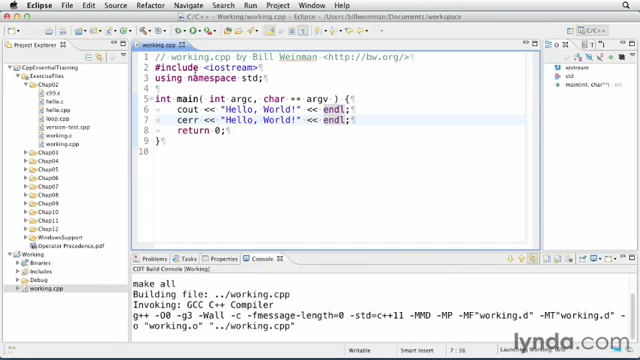 Eclipse File Edit Source Refactor Navigate Search Project Run Window Help
C/C++ - Working/working.cpp - Eclipse - /Users/billweinman/Documents/workspace
C/C++
Project Explorer
working.cpp
CppEssentialTraining
ExerciseFiles
Chap02
c99.c
hello.c
hello.cpp
loop.cpp
version-test.cpp
working.c
working.cpp
Chap03
Chap04
Chap05
Chap06
Chap07
Chap08
Chap09
Chap10
Chap11
Chap12
WindowsSupport
Operator Precedence.pdf
Working
Binaries
Includes
Debug
working.cpp
1 // working.cpp by Bill Weinman <http://bw.org/>
2 #include <iostream>
3 using namespace std;
4
5 int main( int argc, char ** argv ) {
6 cout << "Hello, World!" << endl;
7 cerr << "Hello, World!" << endl;
8 return 0;
9 }
10
iostream
std
main(int, char**) : int
Problems Tasks Properties Console
CDT Build Console [Working]
make all
Building file: ../working.cpp
Invoking: GCC C++ Compiler
g++ -O0 -g3 -Wall -c -fmessage-length=0 -std=c++11 -MMD -MP -MF"working.d" -MT"working.d" -
o "working.o" "../working.cpp"
Writable Smart Insert 7 : 36 Launching Working: (0%)
lynda.com